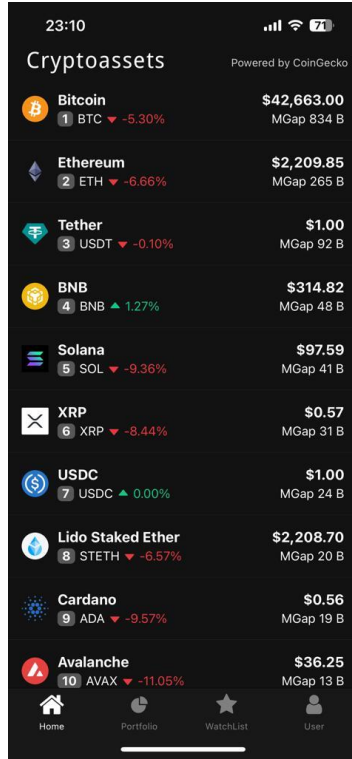 23:10
71
Cryptoassets
Powered by CoinGecko
Bitcoin $42,663.00
1 BTC ▼ -5.30% MGap 834 B
Ethereum $2,209.85
2 ETH ▼ -6.66% MGap 265 B
Tether $1.00
3 USDT ▼ -0.10% MGap 92 B
BNB $314.82
4 BNB ▲ 1.27% MGap 48 B
Solana $97.59
5 SOL ▼ -9.36% MGap 41 B
XRP $0.57
6 XRP ▼ -8.44% MGap 31 B
USDC $1.00
7 USDC ▲ 0.00% MGap 24 B
Lido Staked Ether $2,208.70
8 STETH ▼ -6.57% MGap 20 B
Cardano $0.56
9 ADA ▼ -9.57% MGap 19 B
Avalanche $36.25
10 AVAX ▼ -11.05% MGap 13 B
Home Portfolio WatchList User